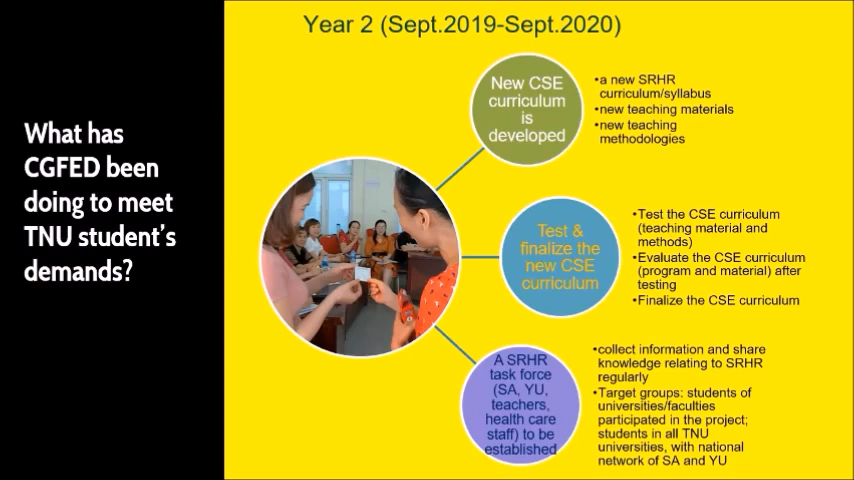 What has
CGFED been
doing to meet
TNU student's
demands?
Year 2 (Sept.2019-Sept.2020)
New CSE
curriculum
is
developed
•a new SRHR
curriculum/syllabus
•new teaching materials
•new teaching
methodologies
Test &
finalize the
new CSE
curriculum
•Test the CSE curriculum
(teaching material and
methods)
•Evaluate the CSE curriculum
(program and material) after
testing
•Finalize the CSE curriculum
A SRHR
task force
(SA, YU,
teachers,
health care
staff) to be
established
•collect information and share
knowledge relating to SRHR
regularly
•Target groups: students of
universities/faculties
participated in the project;
students in all TNU
universities, with national
network of SA and YU